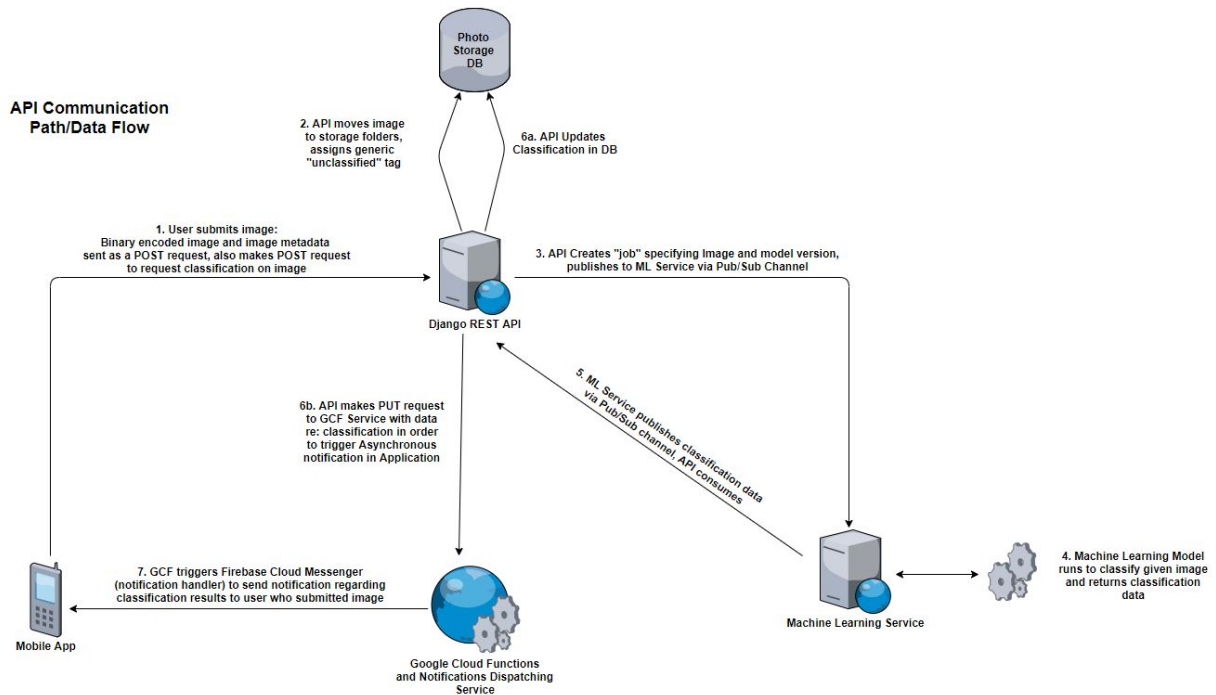 Photo
Storage
DB
API Communication
Path/Data Flow
2. API moves image
to storage folders,
assigns generic
"unclassified" tag
6a. API Updates
Classification in DB
1. User submits image:
Binary encoded image and image metadata
sent as a POST request, also makes POST request
to request classification on image
3. API Creates "job" specifying Image and model version,
publishes to ML Service via Pub/Sub Channel
Django REST API
6b. API makes PUT request
to GCF Service with data
re: classification in order
to trigger Asynchronous
notification in Application
5. ML Service publishes classification data
via Pub/Sub channel, API consumes
7. GCF triggers Firebase Cloud Messenger
(notification handler) to send notification regarding
classification results to user who submitted image
4. Machine Learning Model
runs to classify given image
and returns classification
data
Mobile App
Machine Learning Service
Google Cloud Functions
and Notifications Dispatching
Service